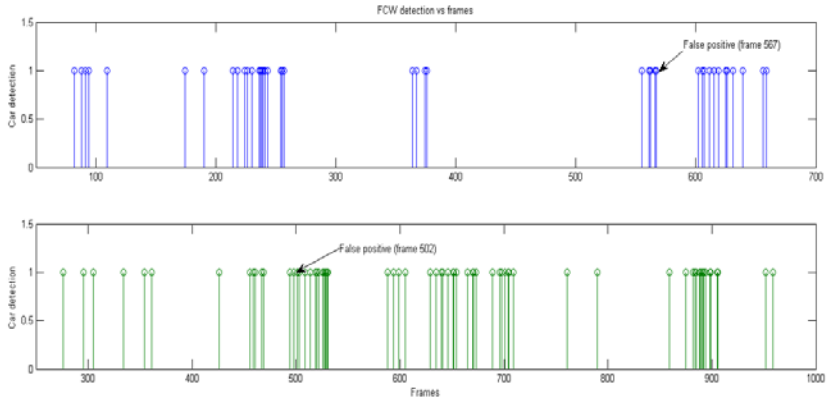 FCW detection vs frames
1.5
1
0.5
0
Car detection
False positive (frame 567)
100 200 300 400 500 600 700
1.5
1
0.5
0
Car detection
False positive (frame 502)
300 400 500 600 700 800 900 1000
Frames